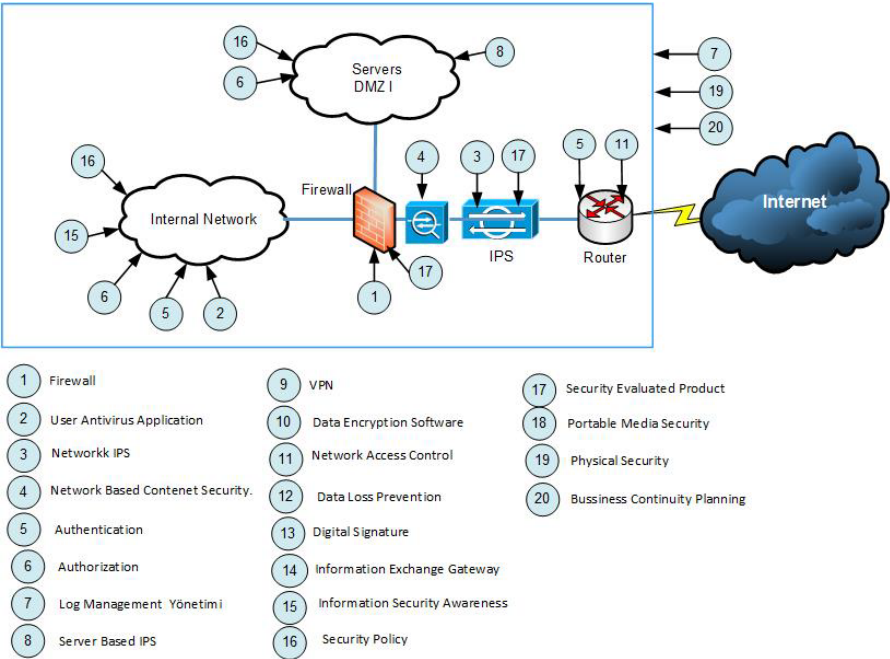 16
6
Servers
DMZ I
8
7
19
20
16
15
6
5
2
Internal Network
Firewall
1
17
4
3
17
IPS
5
11
Router
Internet
1 Firewall
2 User Antivirus Application
3 Networkk IPS
4 Network Based Contenet Security.
5 Authentication
6 Authorization
7 Log Management Yönetimi
8 Server Based IPS
9 VPN
10 Data Encryption Software
11 Network Access Control
12 Data Loss Prevention
13 Digital Signature
14 Information Exchange Gateway
15 Information Security Awareness
16 Security Policy
17 Security Evaluated Product
18 Portable Media Security
19 Physical Security
20 Bussiness Continuity Planning